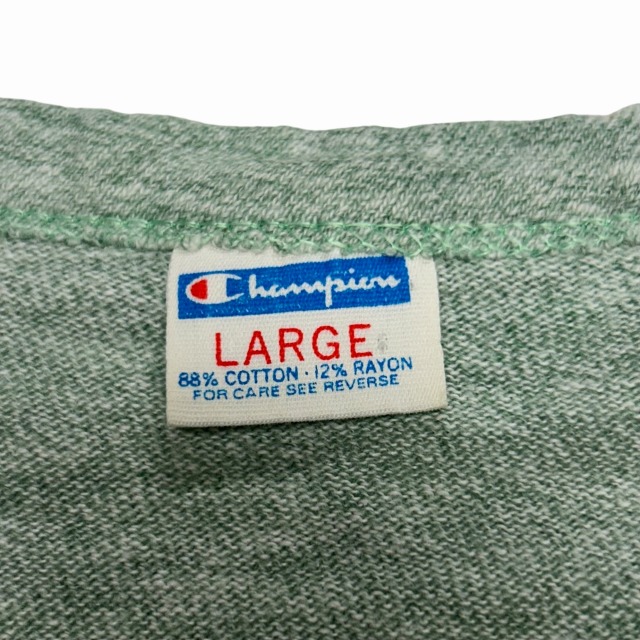 Champion
LARGE
88% COTTON · 12% RAYON
FOR CARE SEE REVERSE